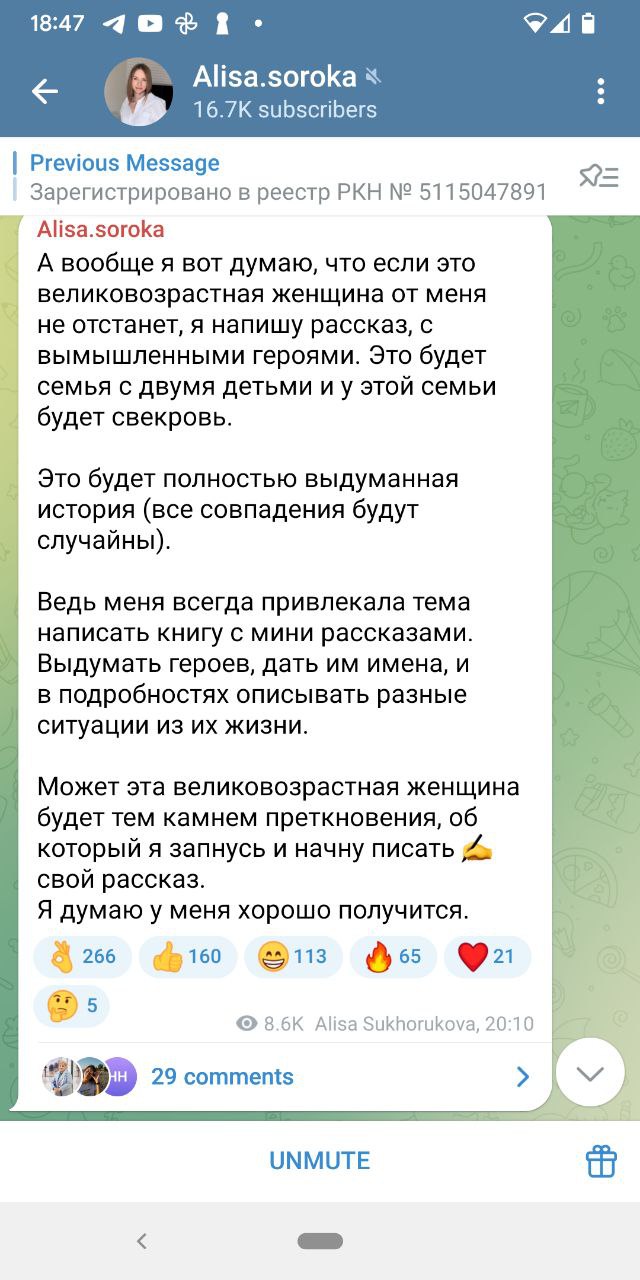 18:47
Alisa.soroka
16.7K subscribers
Previous Message
Зарегистрировано в реестр РКН № 5115047891
Alisa.soroka
А вообще я вот думаю, что если это
великовозрастная женщина от меня
не отстанет, я напишу рассказ, с
вымышленными героями. Это будет
семья с двумя детьми и у этой семьи
будет свекровь.
Это будет полностью выдуманная
история (все совпадения будут
случайны).
Ведь меня всегда привлекала тема
написать книгу с мини рассказами.
Выдумать героев, дать им имена, и
в подробностях описывать разные
ситуации из их жизни.
Может эта великовозрастная женщина
будет тем камнем преткновения, об
который я запнусь и начну писать ✍️
свой рассказ.
Я думаю у меня хорошо получится.
👌 266 👍 160 😁 113 🔥 65 ❤️ 21
🤔 5
8.6K Alisa Sukhorukova, 20:10
НН 29 comments
UNMUTE